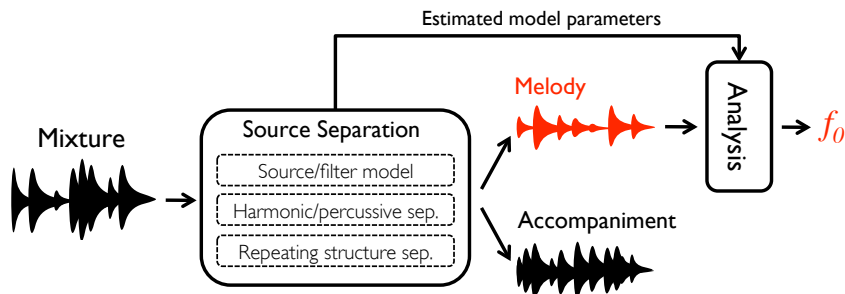 Estimated model parameters
Melody
Mixture
Source Separation
Source/filter model
Harmonic/percussive sep.
Repeating structure sep.
Accompaniment
Analysis
f0